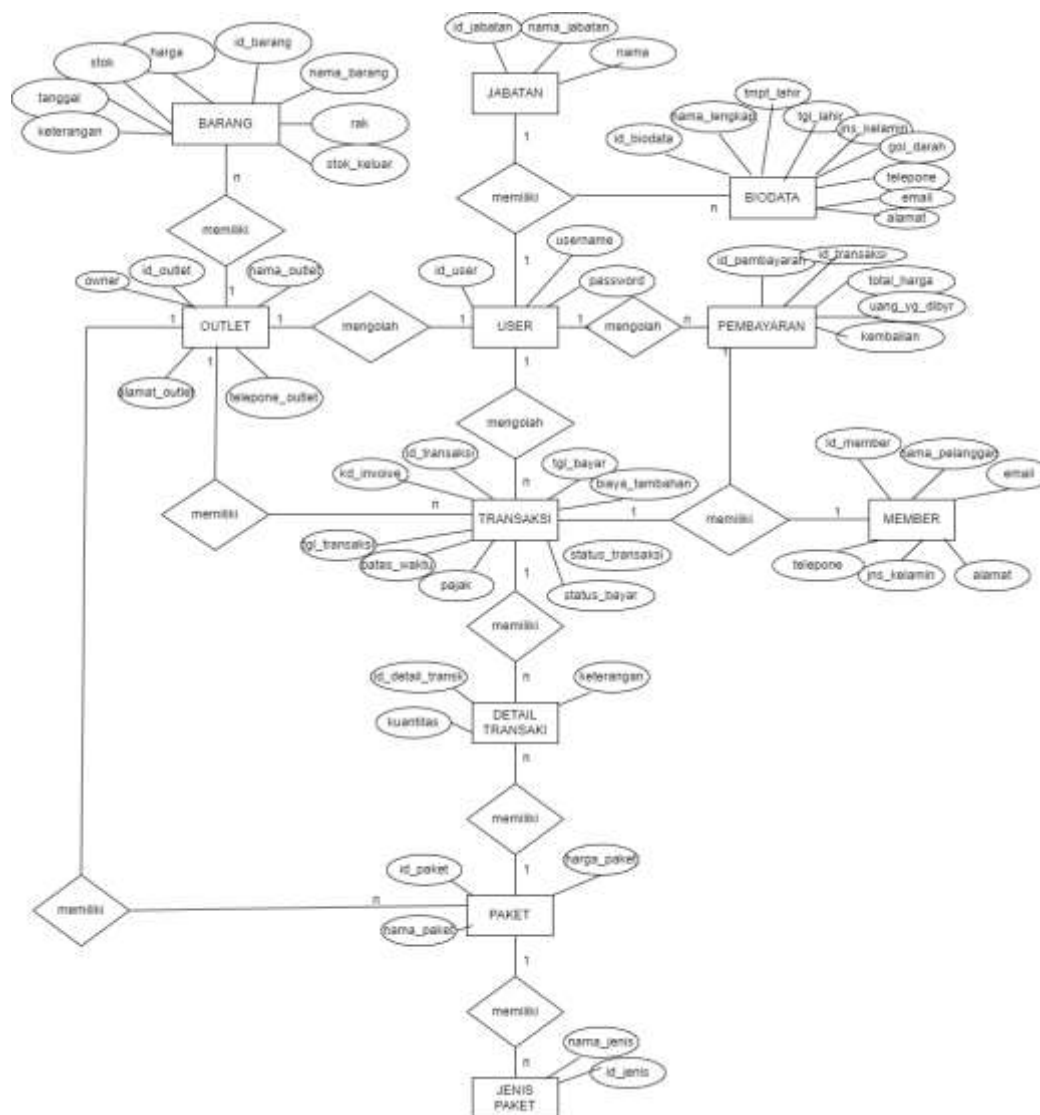 id_jabatan
nama_jabatan
nama
JABATAN
id_barang
harga
stok
nama_barang
tanggal
keterangan
BARANG
rak
stok_keluar
tmpt_lahir
nama_lengkap
tgl_lahir
jns_kelamin
id_biodata
gol_darah
telepone
email
alamat
BIODATA
1
n
memiliki
n
memiliki
1
1
username
id_user
password
id_outlet
nama_outlet
owner
1
OUTLET
1
1
mengolah
1
USER
1
mengolah
n
PEMBAYARAN
id_pembayaran
id_transaksi
total_harga
uang_yg_dibyr
kembalian
1
1
1
alamat_outlet
telepone_outlet
mengolah
n
id_transaksi
kd_invoive
tgl_bayar
biaya_tambahan
id_member
nama_pelanggan
email
memiliki
n
TRANSAKSI
1
memiliki
1
MEMBER
tgl_transaksi
batas_waktu
pajak
1
status_transaksi
status_bayar
telepone
jns_kelamin
alamat
memiliki
n
id_detail_transk
keterangan
kuantitas
DETAIL
TRANSAKI
n
memiliki
1
id_paket
harga_paket
memiliki
n
PAKET
nama_paket
1
memiliki
n
nama_jenis
id_jenis
JENIS
PAKET